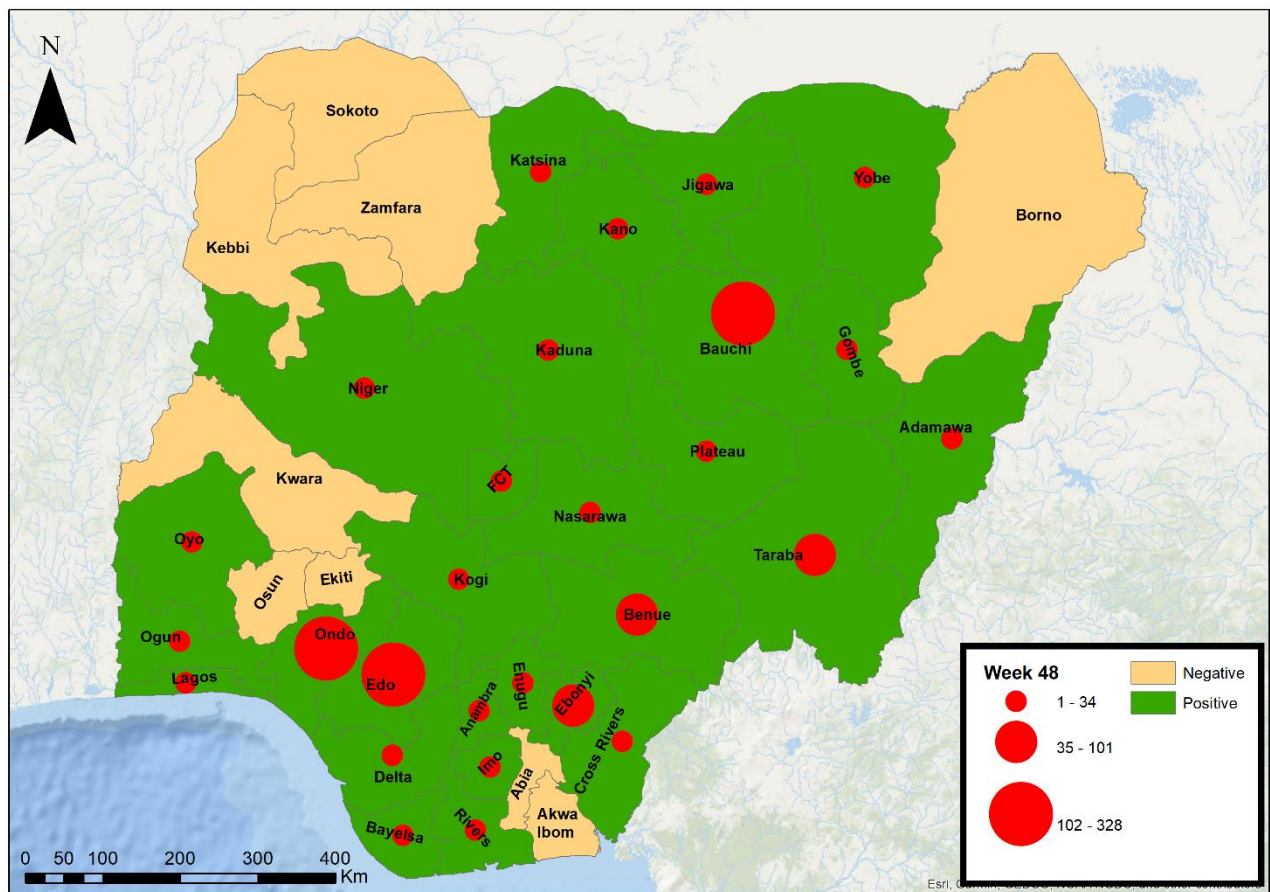 N
Sokoto
Katsina
Jigawa
Yobe
Zamfara
Kano
Borno
Kebbi
Kaduna
Bauchi
Gombe
Niger
Adamawa
Plateau
Kwara
FCT
Nasarawa
Oyo
Taraba
Ekiti
Osun
Kogi
Benue
Ogun
Ondo
Lagos
Edo
Enugu
Ebonyi
Anambra
Cross Rivers
Delta
Imo
Abia
Akwa
Ibom
Bayelsa
Rivers
Week 48
1 - 34
35 - 101
102 - 328
Negative
Positive
0 50 100 200 300 400
Km
Esri,